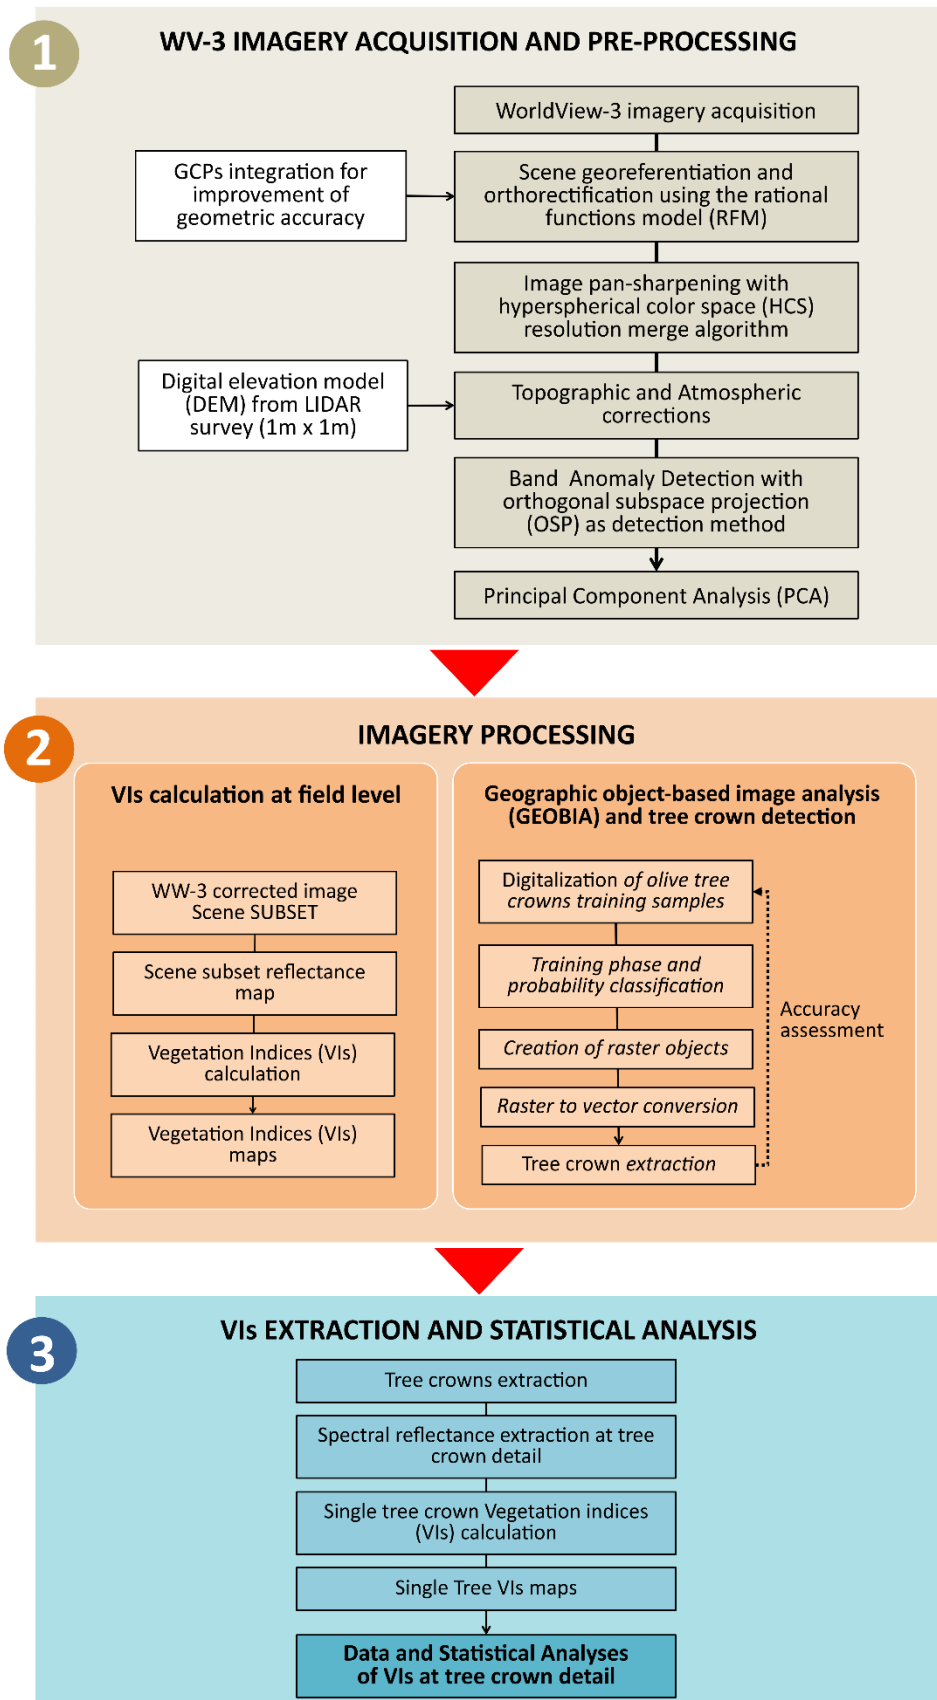 1
WV-3 IMAGERY ACQUISITION AND PRE-PROCESSING
WorldView-3 imagery acquisition
GCPs integration for
improvement of
geometric accuracy
Scene georeferentiation and
orthorectification using the rational
functions model (RFM)
Image pan-sharpening with
hyperspherical color space (HCS)
resolution merge algorithm
Digital elevation model
(DEM) from LIDAR
survey (1m x 1m)
Topographic and Atmospheric
corrections
Band Anomaly Detection with
orthogonal subspace projection
(OSP) as detection method
Principal Component Analysis (PCA)
2
IMAGERY PROCESSING
VIs calculation at field level
WW-3 corrected image
Scene SUBSET
Scene subset reflectance
map
Vegetation Indices (VIs)
calculation
Vegetation Indices (VIs)
maps
Geographic object-based image analysis
(GEOBIA) and tree crown detection
Digitalization of olive tree
crowns training samples
Training phase and
probability classification
Creation of raster objects
Raster to vector conversion
Tree crown extraction
Accuracy
assessment
3
VIs EXTRACTION AND STATISTICAL ANALYSIS
Tree crowns extraction
Spectral reflectance extraction at tree
crown detail
Single tree crown Vegetation indices
(VIs) calculation
Single Tree VIs maps
Data and Statistical Analyses
of VIs at tree crown detail